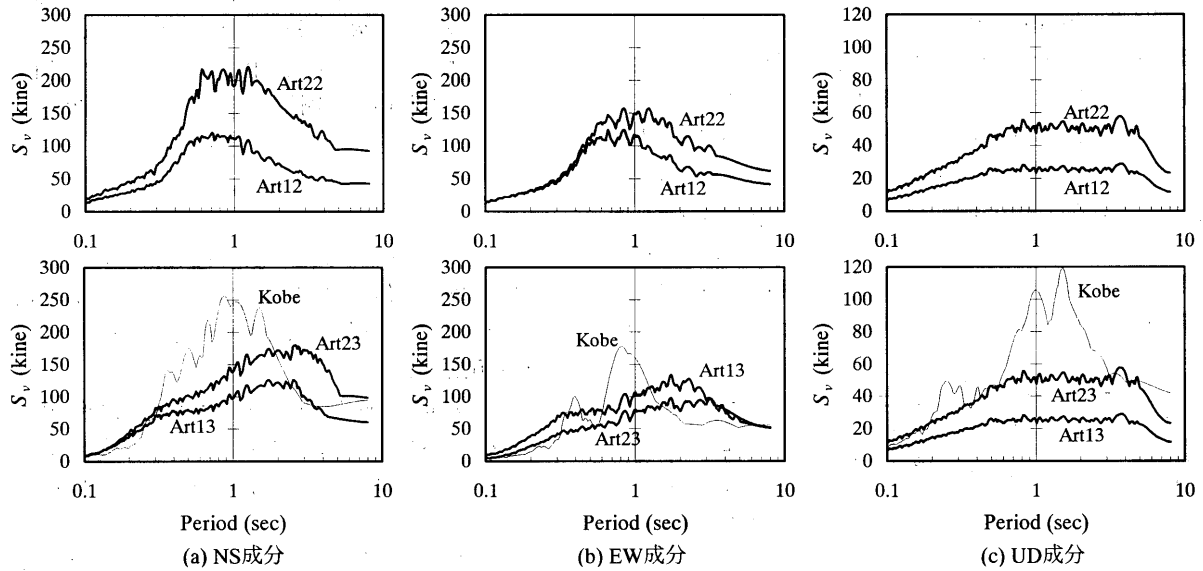 300
250
200
150
100
50
0
S_v (kine)
Art22
Art12
0.1 1 10
300
250
200
150
100
50
0
S_v (kine)
Art22
Art12
0.1 1 10
120
100
80
60
40
20
0
S_v (kine)
Art22
Art12
0.1 1 10
300
250
200
150
100
50
0
S_v (kine)
Kobe
Art23
Art13
0.1 1 10
Period (sec)
(a) NS成分
300
250
200
150
100
50
0
S_v (kine)
Kobe
Art13
Art23
0.1 1 10
Period (sec)
(b) EW成分
120
100
80
60
40
20
0
S_v (kine)
Kobe
Art23
Art13
0.1 1 10
Period (sec)
(c) UD成分